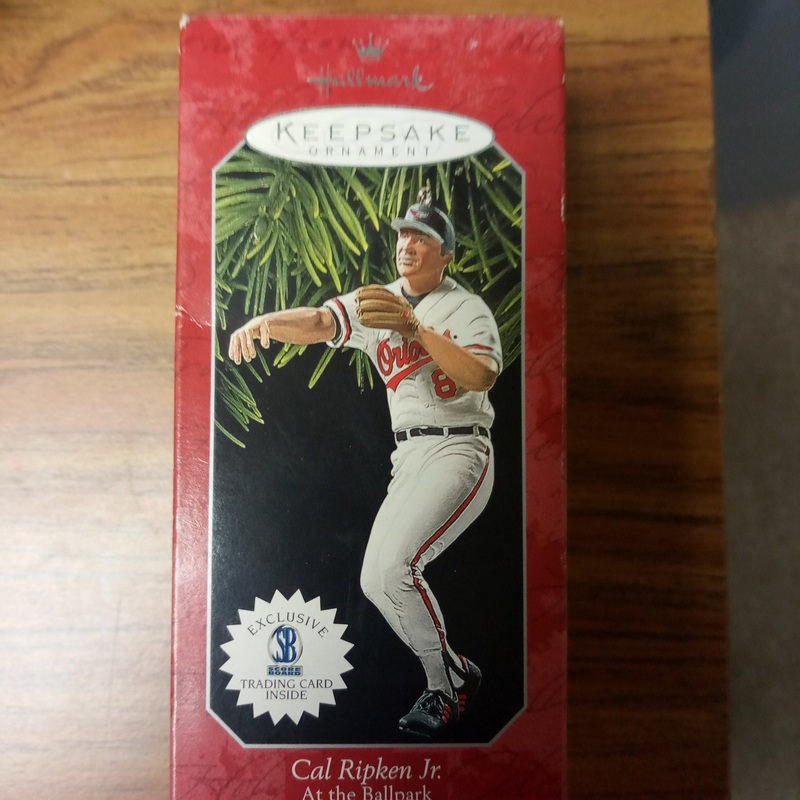 Hallmark
KEEPSAKE
ORNAMENT
Orioles
8
EXCLUSIVE
SB
SCORE
BOARD
TRADING CARD
INSIDE
Cal Ripken Jr.
At the Ballpark